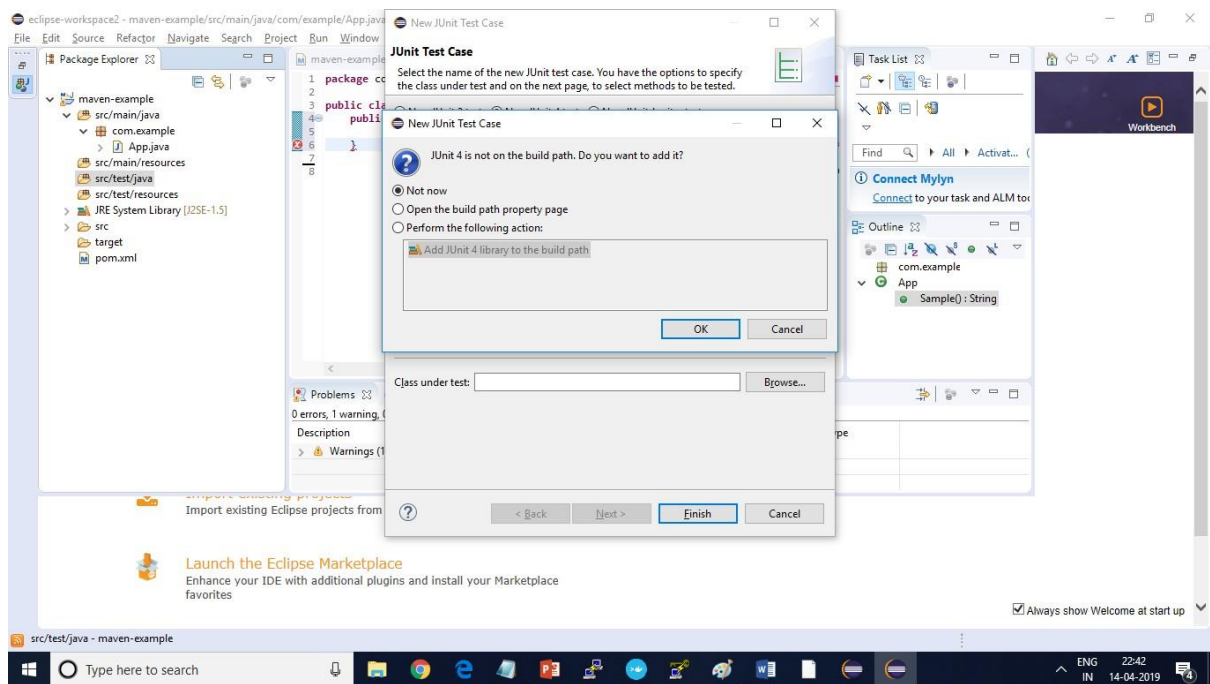 eclipse-workspace2 - maven-example/src/main/java/com/example/App.java
File Edit Source Refactor Navigate Search Project Run Window
Package Explorer
maven-example
src/main/java
com.example
App.java
src/main/resources
src/test/java
src/test/resources
JRE System Library [J2SE-1.5]
src
target
pom.xml
maven-example
1 package co
2
3 public cla
4 publi
5
6 }
7
8
New JUnit Test Case
JUnit Test Case
Select the name of the new JUnit test case. You have the options to specify
the class under test and on the next page, to select methods to be tested.
New JUnit Test Case
JUnit 4 is not on the build path. Do you want to add it?
Not now
Open the build path property page
Perform the following action:
Add JUnit 4 library to the build path
OK Cancel
Class under test: Browse...
? < Back Next > Finish Cancel
Problems
0 errors, 1 warning,
Description
Warnings (1
Task List
Find All Activat...
Connect Mylyn
Connect to your task and ALM too
Outline
com.example
App
Sample() : String
Workbench
Import existing Eclipse projects from
Launch the Eclipse Marketplace
Enhance your IDE with additional plugins and install your Marketplace
favorites
Always show Welcome at start up
src/test/java - maven-example
Type here to search
ENG
IN
22:42
14-04-2019
4